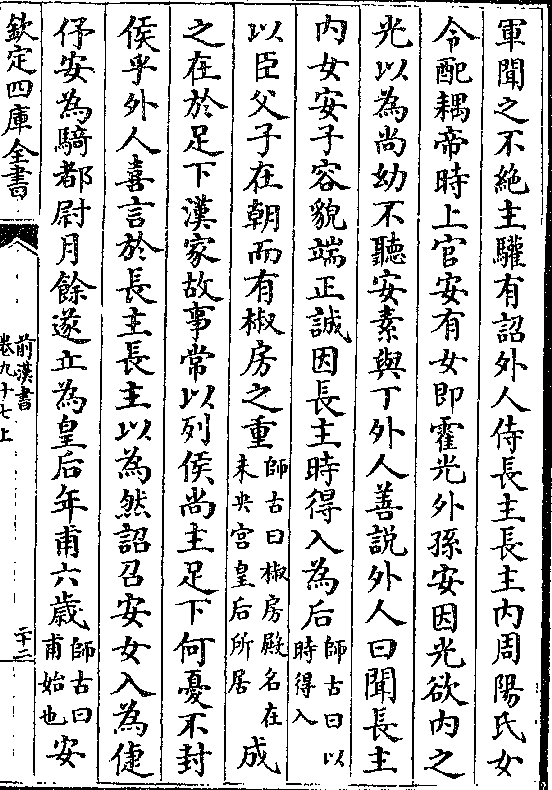 軍聞之不絶主驩有詔外人侍長主長主内周陽氏女
令配耦帝時上官安有女即霍光外孫安因光欲内之
光以為尚幼不聽安素與丁外人善説外人曰聞長主
内女安子容貌端正誠因長主時得入為后師古曰以時得入
以臣父子在朝而有椒房之重師古曰椒房殿名在未央宫皇后所居成
之在於足下漢家故事常以列侯尚主足下何憂不封
侯乎外人喜言於長主長主以為然詔召安女入為倢
伃安為騎都尉月餘遂立為皇后年甫六歳師古曰甫始也安
欽定四庫全書
前漢書
卷九十七上
二十二